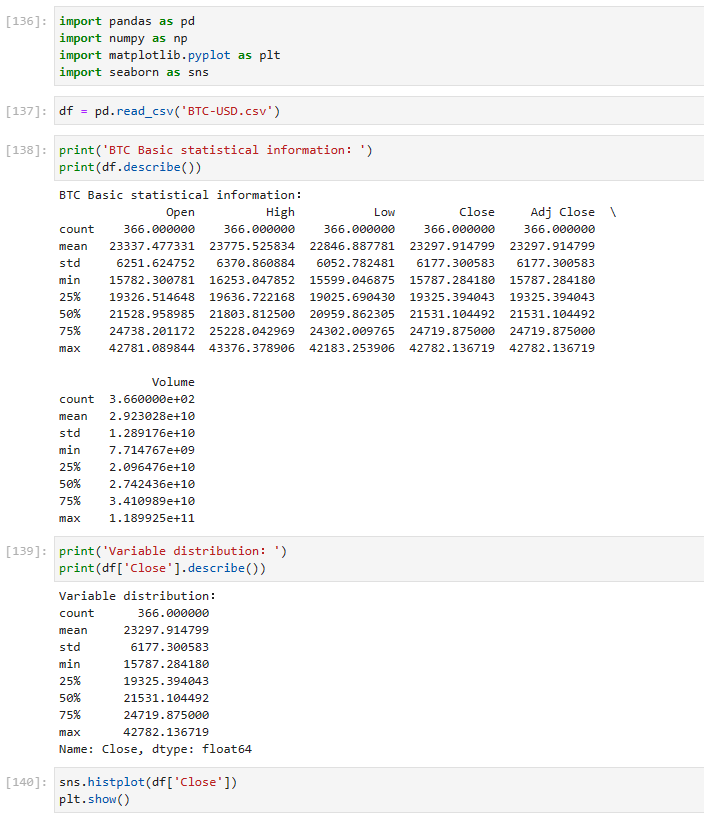 [136]: import pandas as pd
import numpy as np
import matplotlib.pyplot as plt
import seaborn as sns
[137]: df = pd.read_csv('BTC-USD.csv')
[138]: print('BTC Basic statistical information: ')
print(df.describe())
BTC Basic statistical information:
Open High Low Close Adj Close \
count 366.000000 366.000000 366.000000 366.000000 366.000000
mean 23337.477331 23775.525834 22846.887781 23297.914799 23297.914799
std 6251.624752 6370.860884 6052.782481 6177.300583 6177.300583
min 15782.300781 16253.047852 15599.046875 15787.284180 15787.284180
25% 19326.514648 19636.722168 19025.690430 19325.394043 19325.394043
50% 21528.958985 21803.812500 20959.862305 21531.104492 21531.104492
75% 24738.201172 25228.042969 24302.009765 24719.875000 24719.875000
max 42781.089844 43376.378906 42183.253906 42782.136719 42782.136719
Volume
count 3.660000e+02
mean 2.923028e+10
std 1.289176e+10
min 7.714767e+09
25% 2.096476e+10
50% 2.742436e+10
75% 3.410989e+10
max 1.189925e+11
[139]: print('Variable distribution: ')
print(df['Close'].describe())
Variable distribution:
count 366.000000
mean 23297.914799
std 6177.300583
min 15787.284180
25% 19325.394043
50% 21531.104492
75% 24719.875000
max 42782.136719
Name: Close, dtype: float64
[140]: sns.histplot(df['Close'])
plt.show()